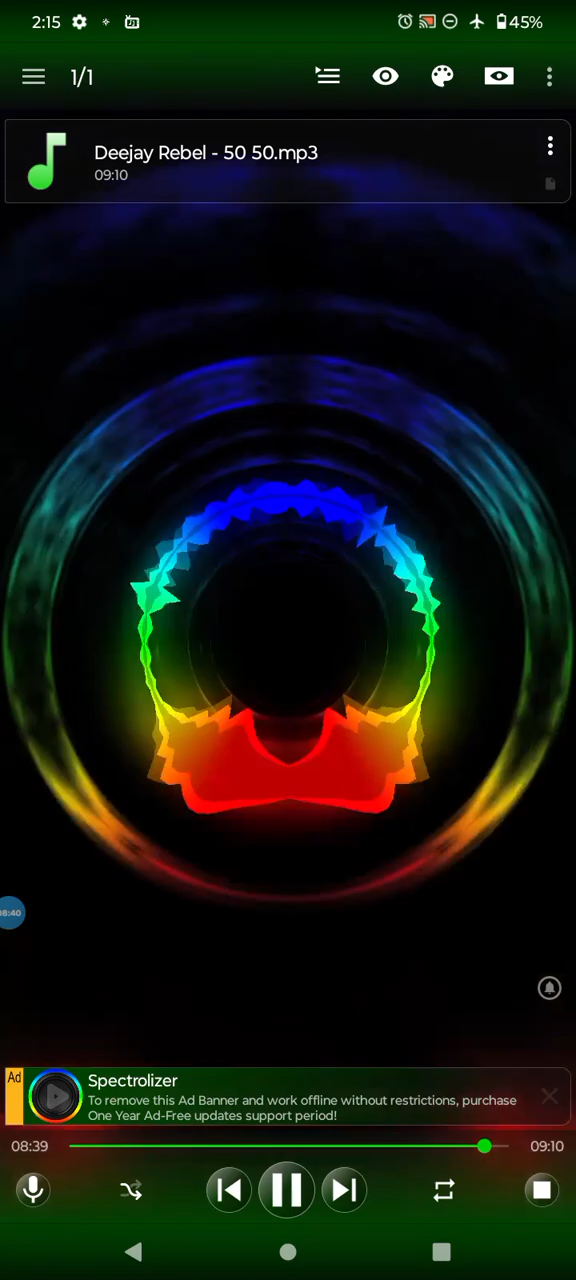 2:15
45%
1/1
Deejay Rebel - 50 50.mp3
09:10
08:40
Ad
Spectrolizer
To remove this Ad Banner and work offline without restrictions, purchase
One Year Ad-Free updates support period!
08:39
09:10